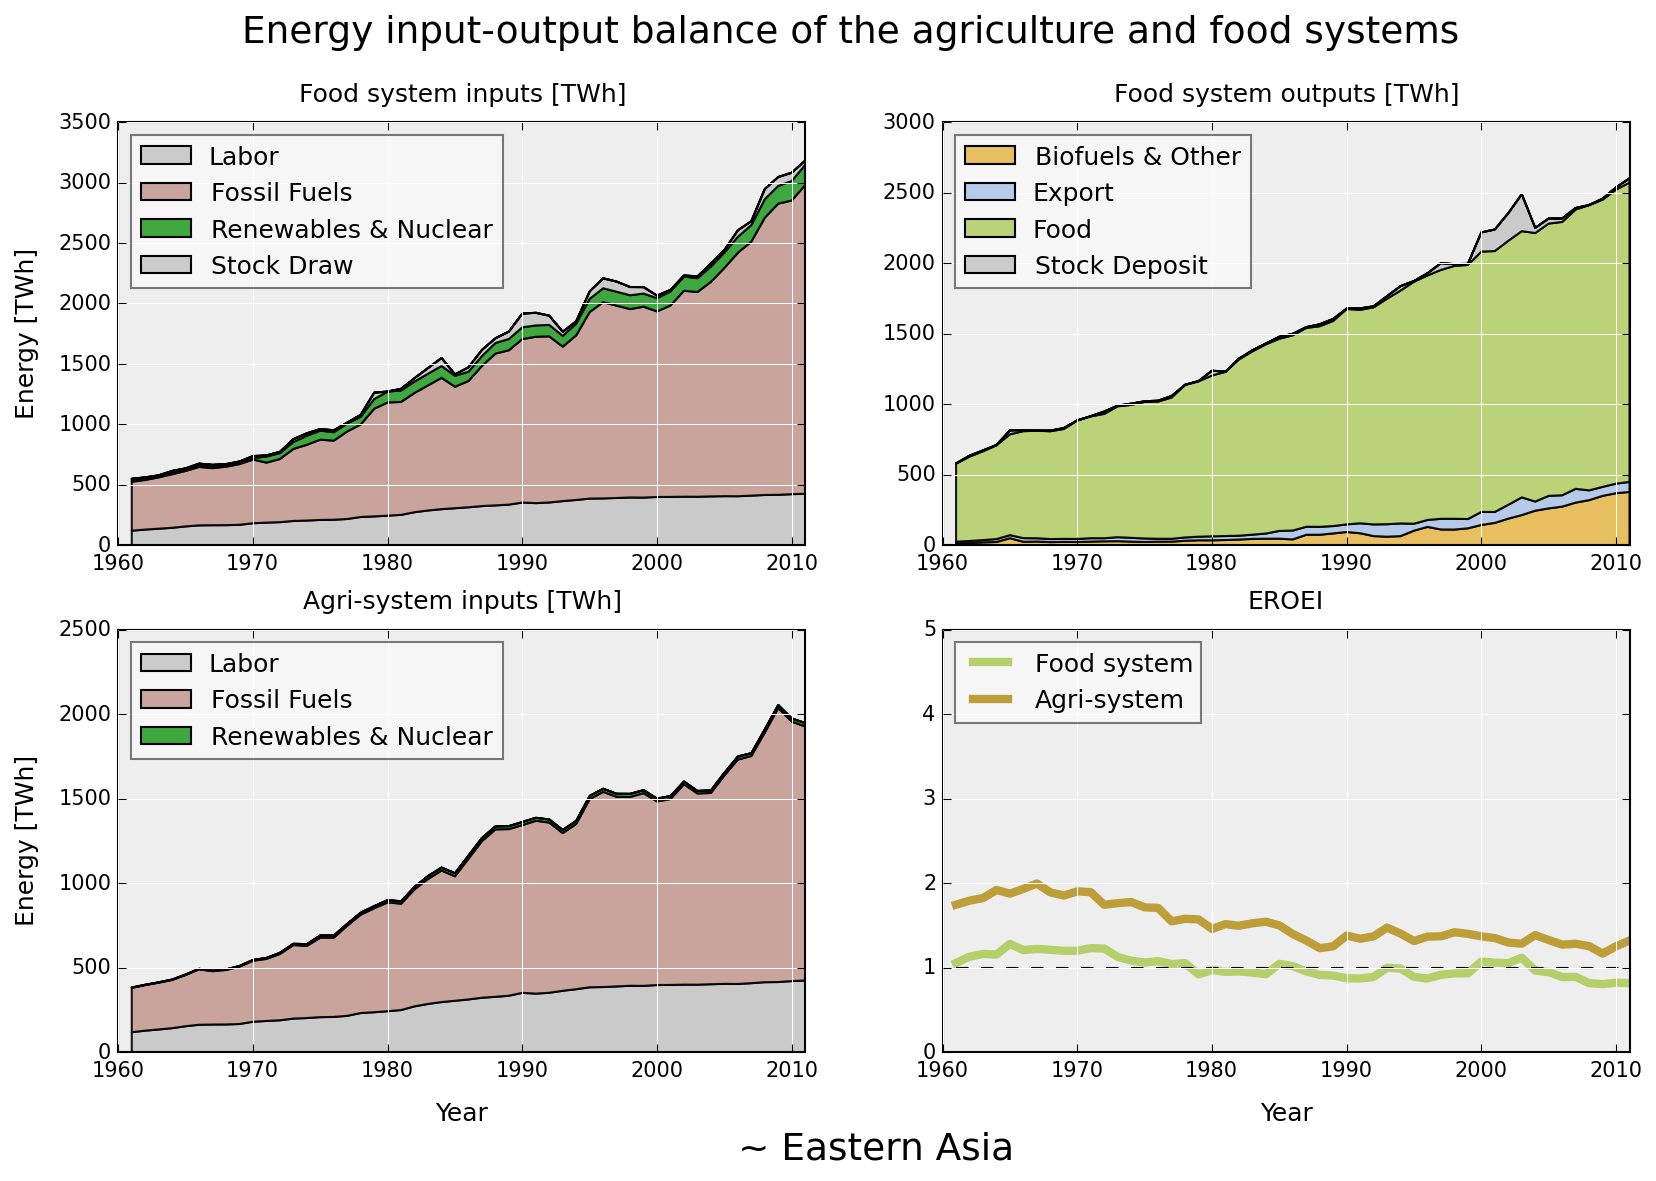 Energy input-output balance of the agriculture and food systems
Food system inputs [TWh]
Energy [TWh]
3500
3000
2500
2000
1500
1000
500
0
Labor
Fossil Fuels
Renewables & Nuclear
Stock Draw
1960 1970 1980 1990 2000 2010
Food system outputs [TWh]
3000
2500
2000
1500
1000
500
0
Biofuels & Other
Export
Food
Stock Deposit
1960 1970 1980 1990 2000 2010
Agri-system inputs [TWh]
Energy [TWh]
2500
2000
1500
1000
500
0
Labor
Fossil Fuels
Renewables & Nuclear
1960 1970 1980 1990 2000 2010
Year
EROEI
5
4
3
2
1
0
Food system
Agri-system
1960 1970 1980 1990 2000 2010
Year
~ Eastern Asia